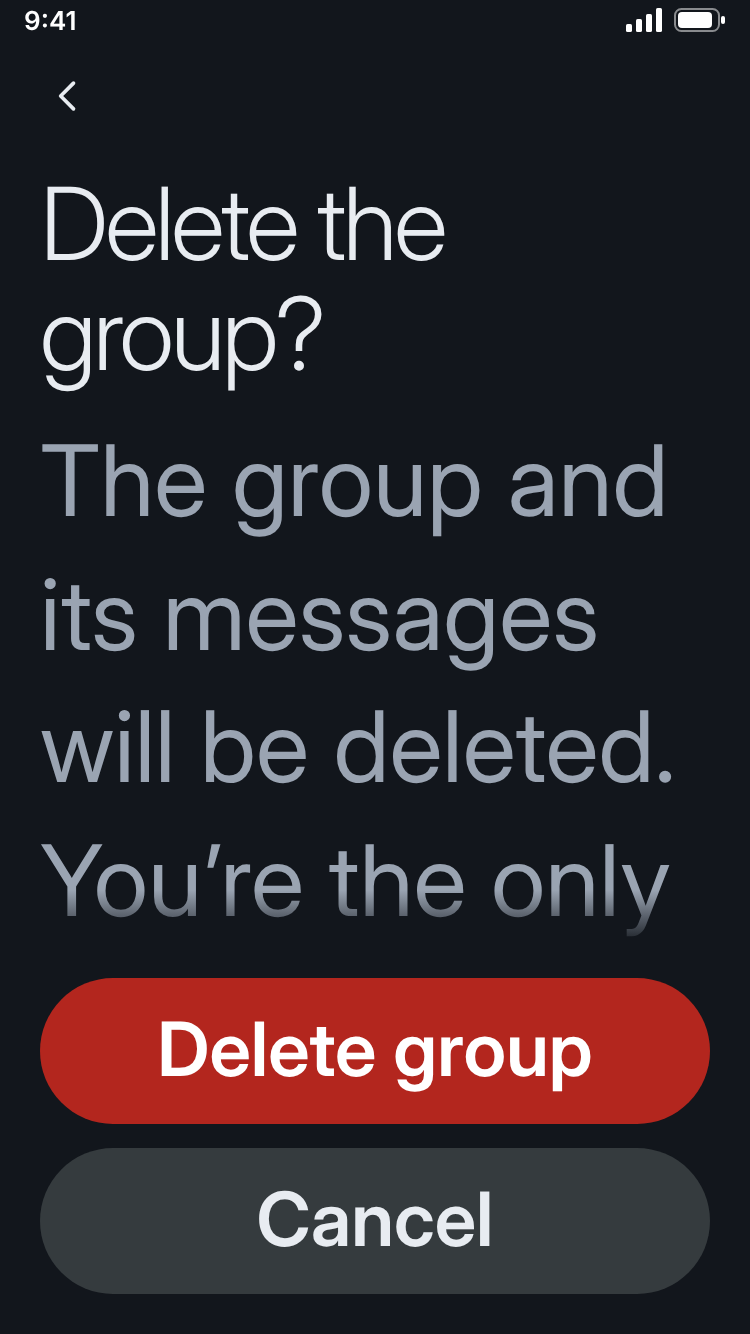 9:41
Delete the
group?
The group and
its messages
will be deleted.
You’re the only
Delete group
Cancel